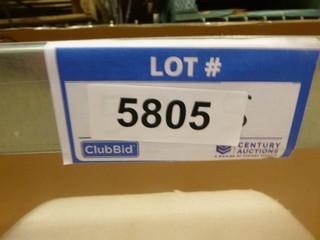 LOT #
5805
ClubBid
CENTURY
AUCTIONS